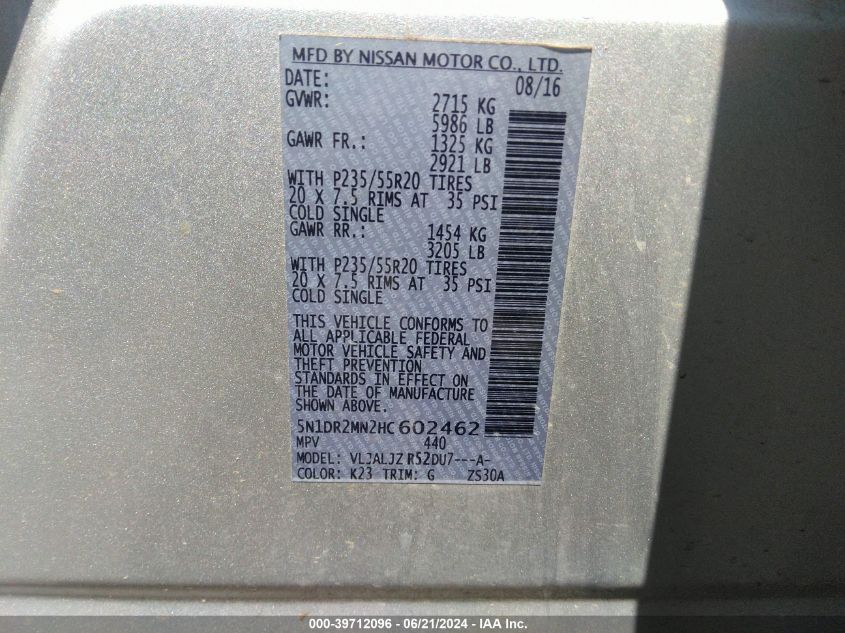 MFD BY NISSAN MOTOR CO., LTD.
DATE: 08/16
GVWR: 2715 KG
5986 LB
GAWR FR.: 1325 KG
2921 LB
WITH P235/55R20 TIRES
20 X 7.5 RIMS AT 35 PSI
COLD SINGLE
GAWR RR.: 1454 KG
3205 LB
WITH P235/55R20 TIRES
20 X 7.5 RIMS AT 35 PSI
COLD SINGLE
THIS VEHICLE CONFORMS TO
ALL APPLICABLE FEDERAL
MOTOR VEHICLE SAFETY AND
THEFT PREVENTION
STANDARDS IN EFFECT ON
THE DATE OF MANUFACTURE
SHOWN ABOVE.
5N1DR2MN2HC602462
MPV 440
MODEL: VLJALJZ R52DU7---A-
COLOR: K23 TRIM: G ZS30A
000-39712096 - 06/21/2024 - IAA Inc.